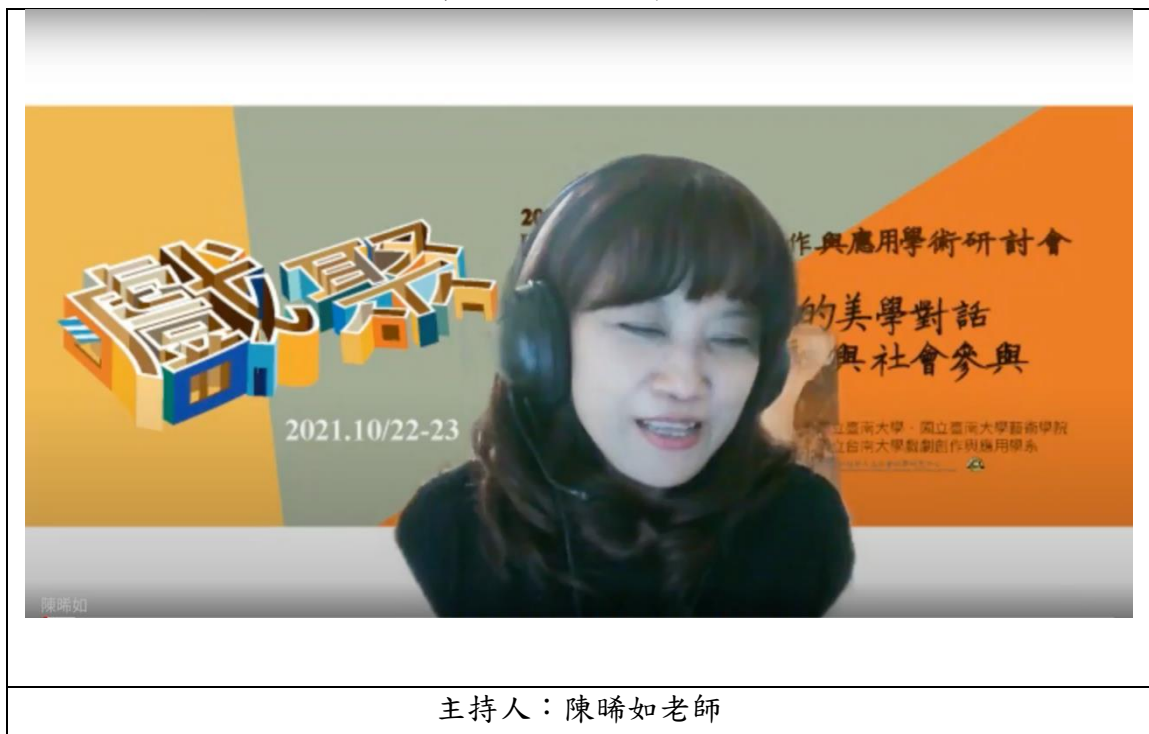 戲聚
2021.10/22-23
20
作與應用學術研討會
的美學對話
與社會參與
立臺南大學、國立臺南大學藝術學院
立台南大學戲劇創作與應用學系
陳晞如
主持人：陳晞如老師